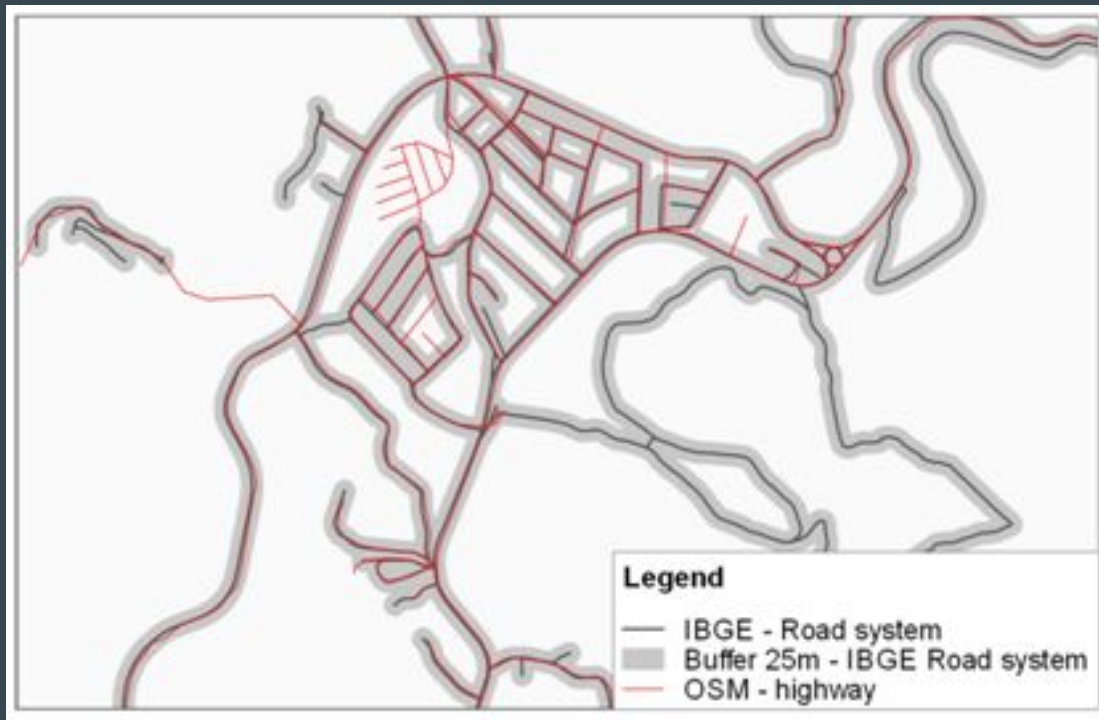 Legend
IBGE - Road system
Buffer 25m - IBGE Road system
OSM - highway